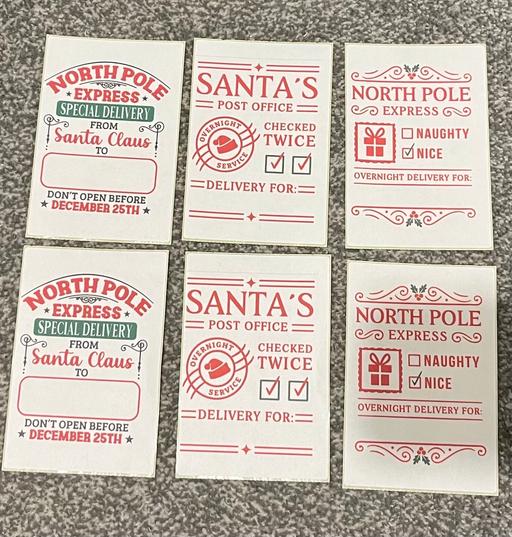 NORTH POLE
EXPRESS
SPECIAL DELIVERY
FROM
Santa Claus
TO
DON'T OPEN BEFORE
DECEMBER 25TH
SANTA'S
POST OFFICE
OVERNIGHT
SERVICE
CHECKED
TWICE
DELIVERY FOR:
NORTH POLE
EXPRESS
NAUGHTY
NICE
OVERNIGHT DELIVERY FOR:
NORTH POLE
EXPRESS
SPECIAL DELIVERY
FROM
Santa Claus
TO
DON'T OPEN BEFORE
DECEMBER 25TH
SANTA'S
POST OFFICE
OVERNIGHT
SERVICE
CHECKED
TWICE
DELIVERY FOR:
NORTH POLE
EXPRESS
NAUGHTY
NICE
OVERNIGHT DELIVERY FOR: